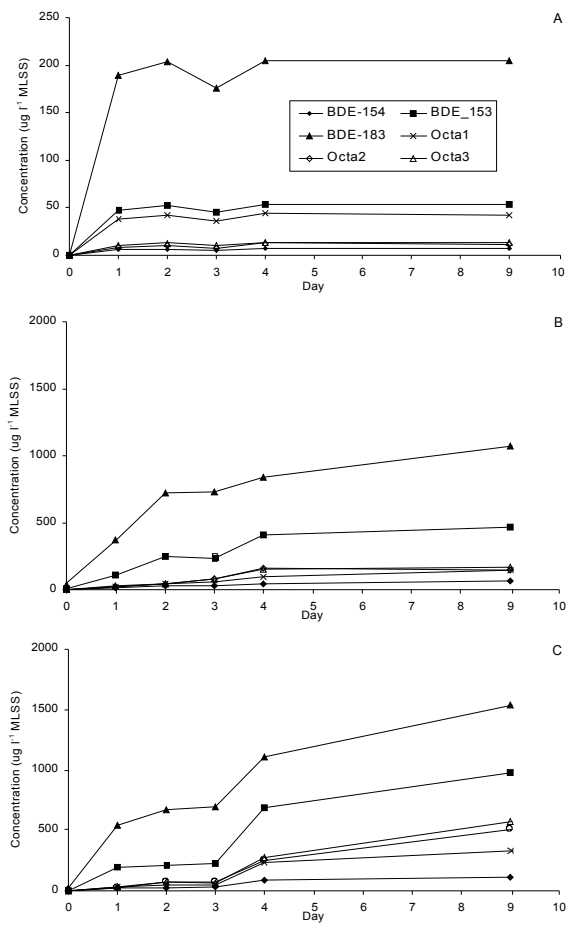 A
250
200
150
100
50
0
Concentration (ug l⁻¹ MLSS)
BDE-154 BDE_153
BDE-183 Octa1
Octa2 Octa3
0 1 2 3 4 5 6 7 8 9 10
Day
B
2000
1500
1000
500
0
Concentration (ug l⁻¹ MLSS)
0 1 2 3 4 5 6 7 8 9 10
Day
C
2000
1500
1000
500
0
Concentration (ug l⁻¹ MLSS)
0 1 2 3 4 5 6 7 8 9 10
Day